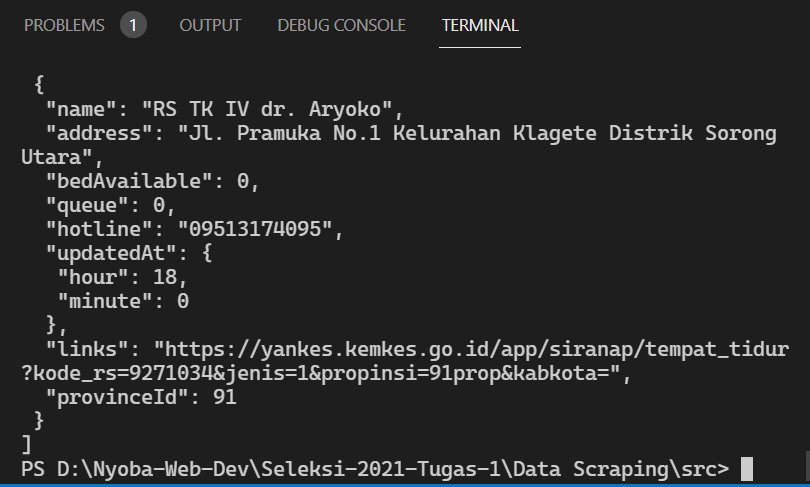 PROBLEMS 1 OUTPUT DEBUG CONSOLE TERMINAL
{
"name": "RS TK IV dr. Aryoko",
"address": "Jl. Pramuka No.1 Kelurahan Klagete Distrik Sorong
Utara",
"bedAvailable": 0,
"queue": 0,
"hotline": "09513174095",
"updatedAt": {
"hour": 18,
"minute": 0
},
"links": "https://yankes.kemkes.go.id/app/siranap/tempat_tidur
?kode_rs=9271034&jenis=1&propinsi=91prop&kabkota=",
"provinceId": 91
}
]
PS D:\Nyoba-Web-Dev\Seleksi-2021-Tugas-1\Data Scraping\src>